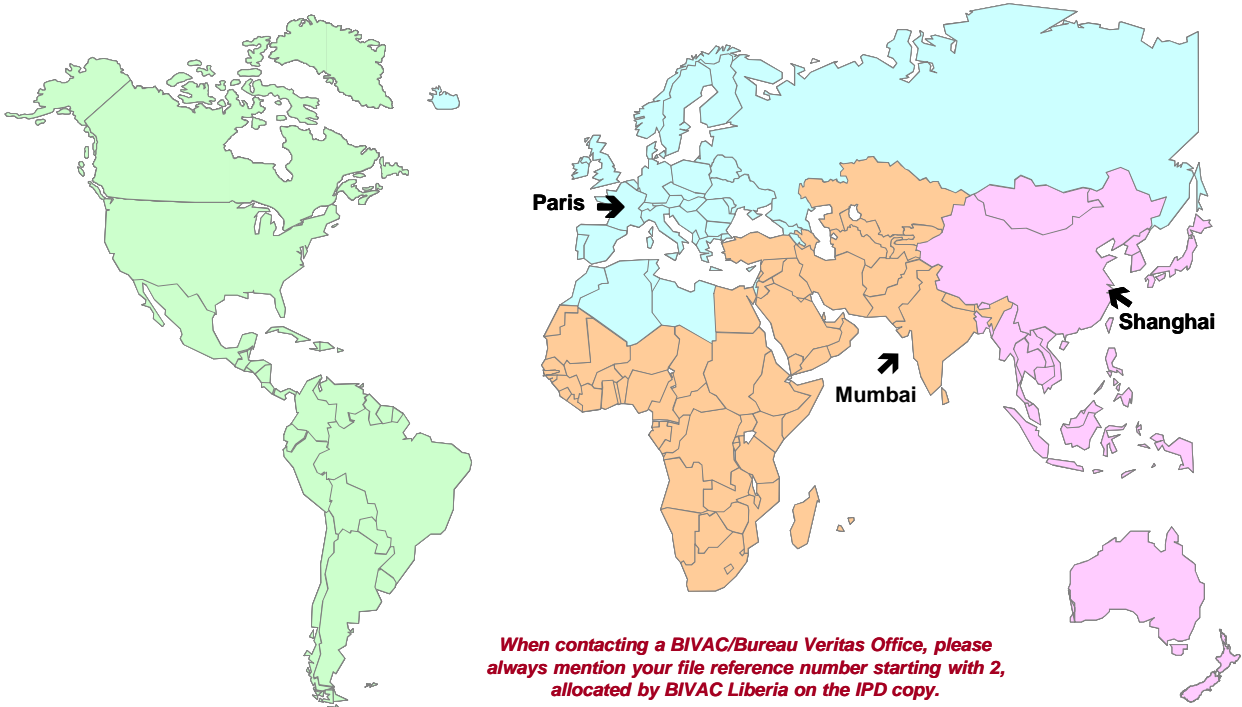 Paris
Shanghai
Mumbai
When contacting a BIVAC/Bureau Veritas Office, please
always mention your file reference number starting with 2,
allocated by BIVAC Liberia on the IPD copy.